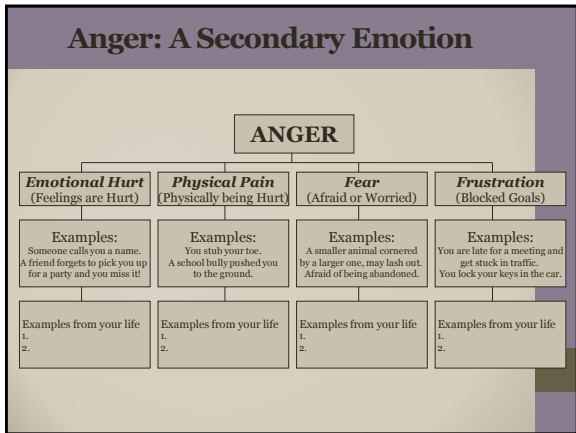 Anger: A Secondary Emotion
ANGER
Emotional Hurt
(Feelings are Hurt)
Examples:
Someone calls you a name.
A friend forgets to pick you up
for a party and you miss it!
Examples from your life
1.
2.
Physical Pain
(Physically being Hurt)
Examples:
You stub your toe.
A school bully pushed you
to the ground.
Examples from your life
1.
2.
Fear
(Afraid or Worried)
Examples:
A smaller animal cornered
by a larger one, may lash out.
Afraid of being abandoned.
Examples from your life
1.
2.
Frustration
(Blocked Goals)
Examples:
You are late for a meeting and
get stuck in traffic.
You lock your keys in the car.
Examples from your life
1.
2.